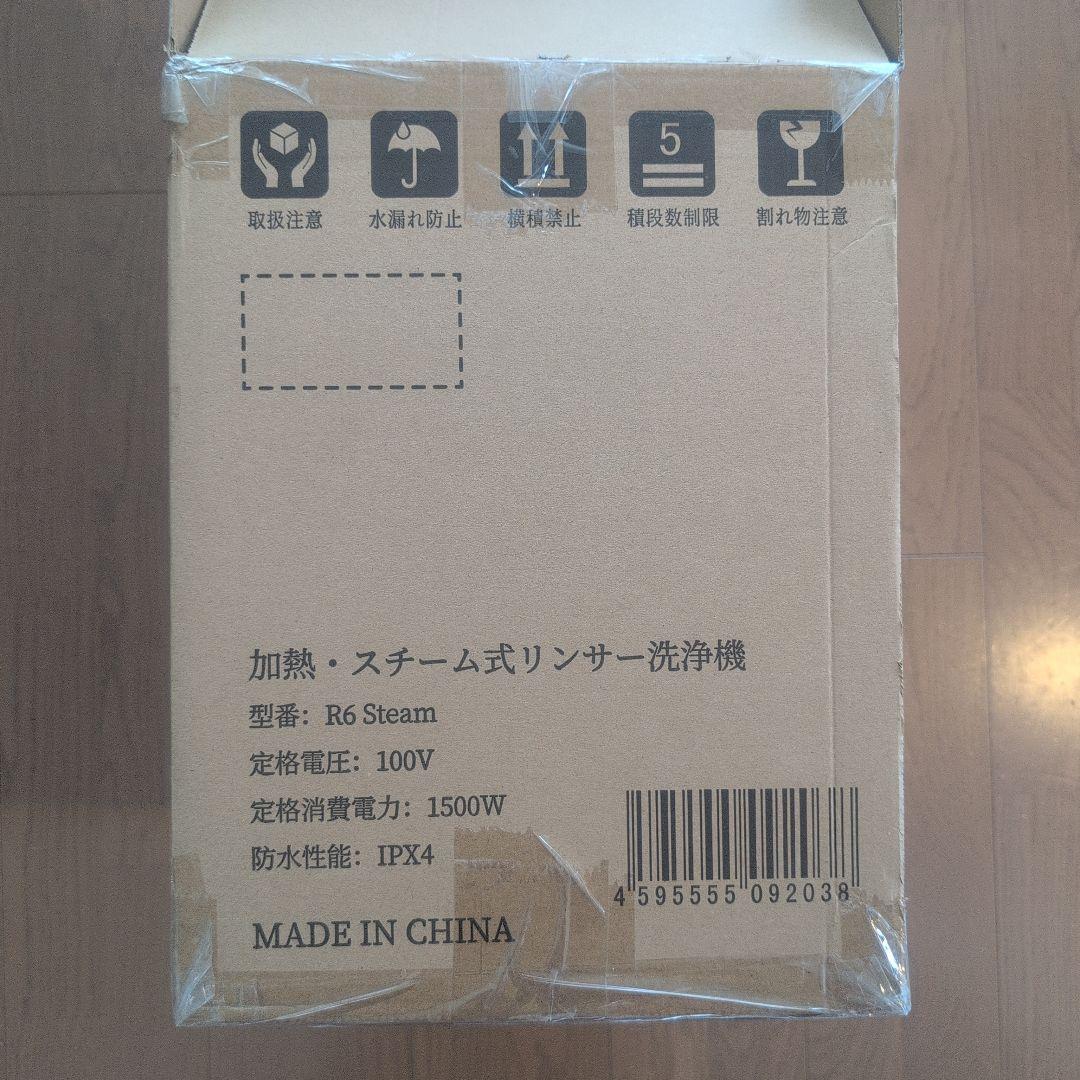 5
取扱注意 水漏れ防止 横積禁止 積段数制限 割れ物注意
加熱・スチーム式リンサー洗浄機
型番：R6 Steam
定格電圧：100V
定格消費電力：1500W
防水性能：IPX4
4 595555 092038
MADE IN CHINA